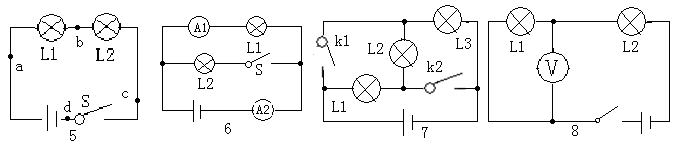 L1 b L2
a
d S c
5
A1 L1
L2 S
A2
6
k1 L2 L3
L1 k2
7
L1 V L2
8